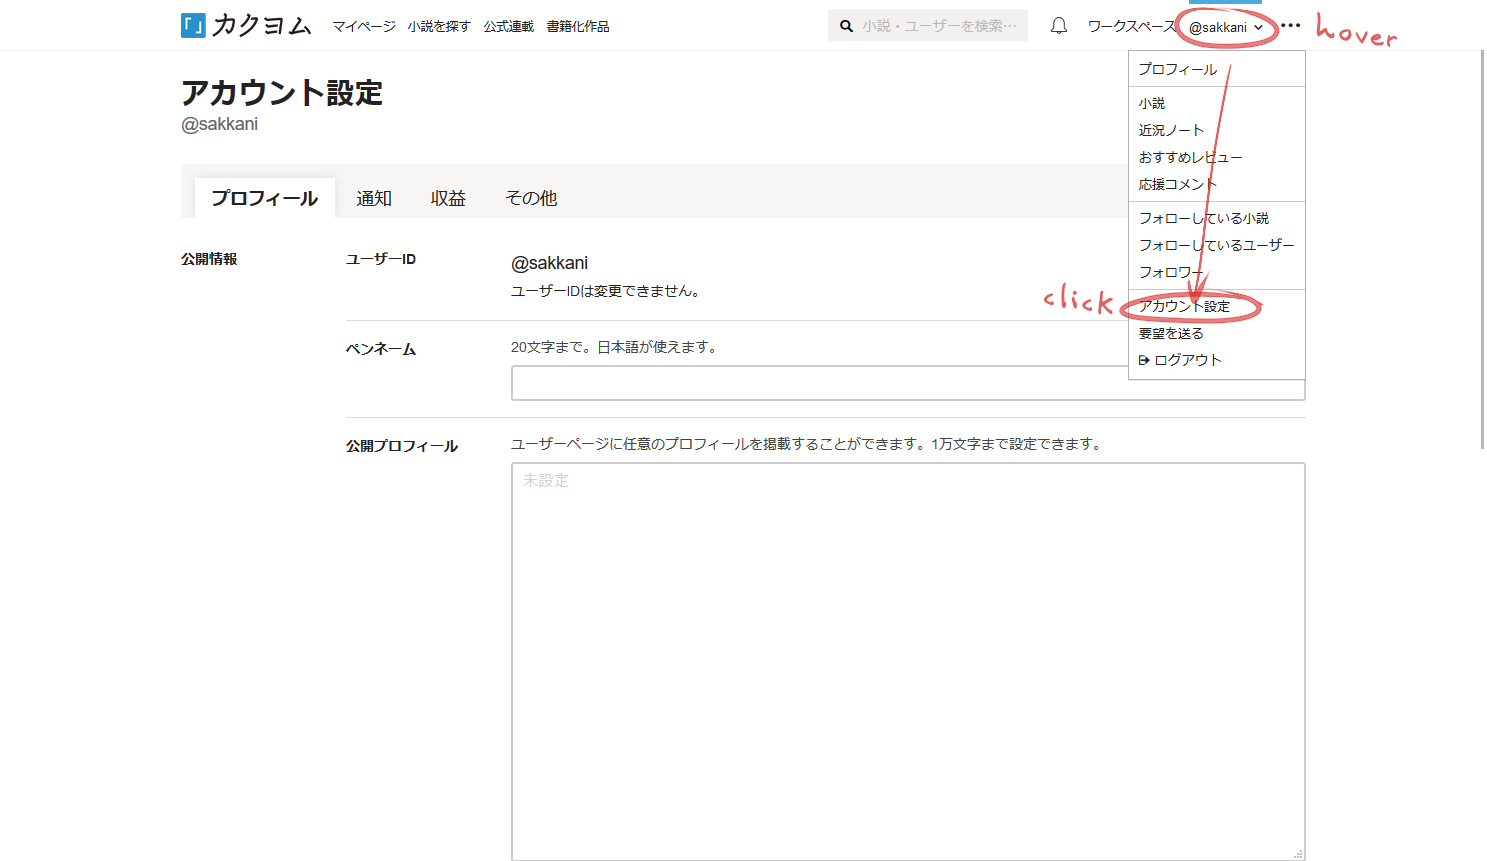 「」カクヨム マイページ 小説を探す 公式連載 書籍化作品 小説・ユーザーを検索… ワークスペース @sakkani ••• hover
アカウント設定
@sakkani
プロフィール
小説
近況ノート
おすすめレビュー
応援コメント
フォローしている小説
フォローしているユーザー
フォロワー
click アカウント設定
要望を送る
ログアウト
プロフィール 通知 収益 その他
公開情報 ユーザーID @sakkani
ユーザーIDは変更できません。
ペンネーム 20文字まで。日本語が使えます。
公開プロフィール ユーザーページに任意のプロフィールを掲載することができます。1万文字まで設定できます。
未設定